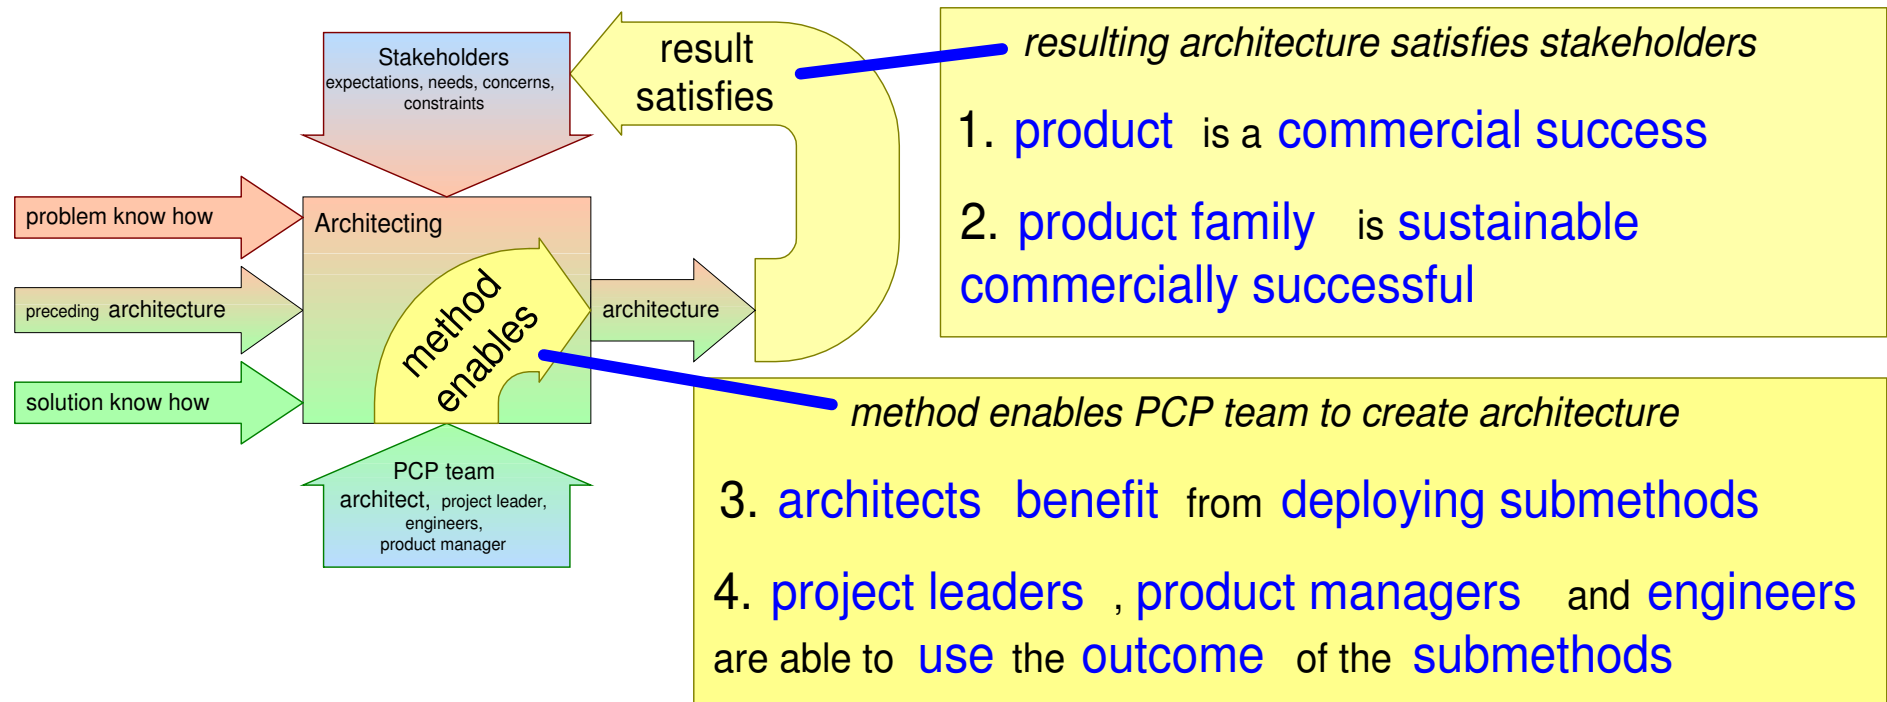 Stakeholders
expectations, needs, concerns,
constraints
result
satisfies
problem know how
preceding architecture
solution know how
Architecting
method
enables
architecture
PCP team
architect, project leader,
engineers,
product manager
resulting architecture satisfies stakeholders
1. product is a commercial success
2. product family is sustainable
commercially successful
method enables PCP team to create architecture
3. architects benefit from deploying submethods
4. project leaders , product managers and engineers
are able to use the outcome of the submethods